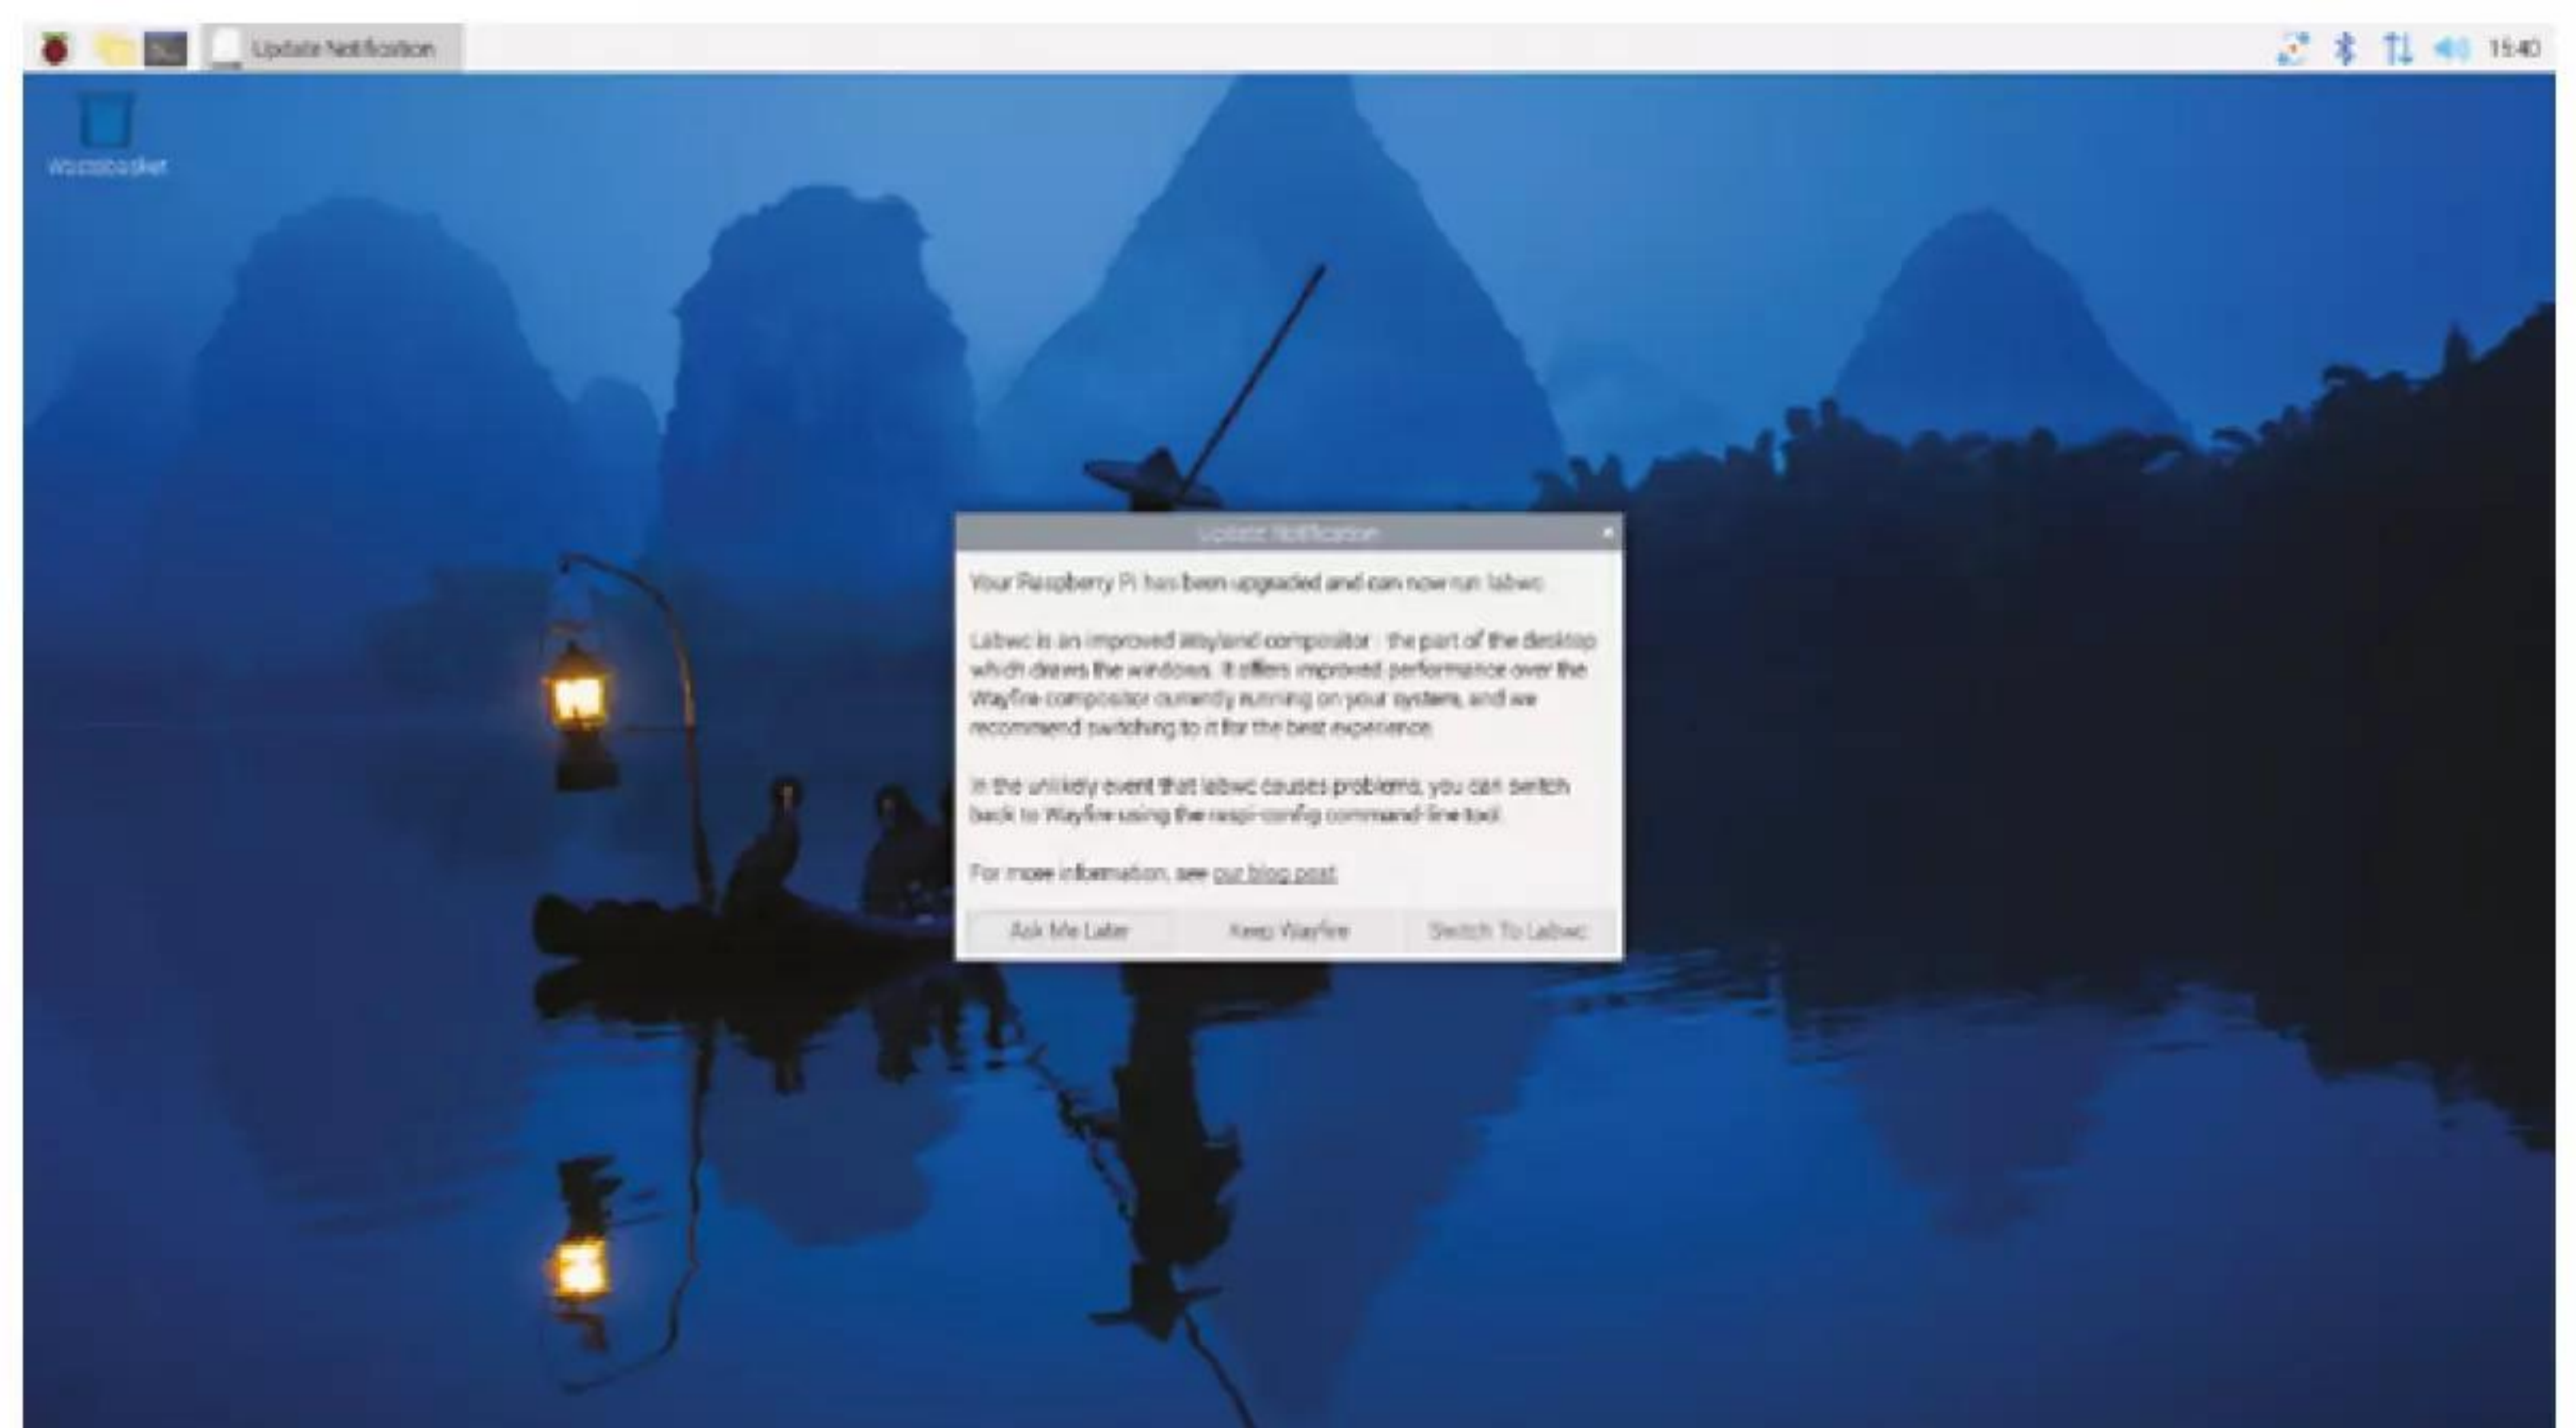 Update Notification
15:40
Wastebasket
Update Notification
Your Raspberry Pi has been upgraded and can now run labwc.
Labwc is an improved Wayland compositor - the part of the desktop
which draws the windows. It offers improved performance over the
Wayfire compositor currently running on your system, and we
recommend switching to it for the best experience.
In the unlikely event that labwc causes problems, you can switch
back to Wayfire using the raspi-config command-line tool.
For more information, see our blog post.
Ask Me Later
Keep Wayfire
Switch To Labwc